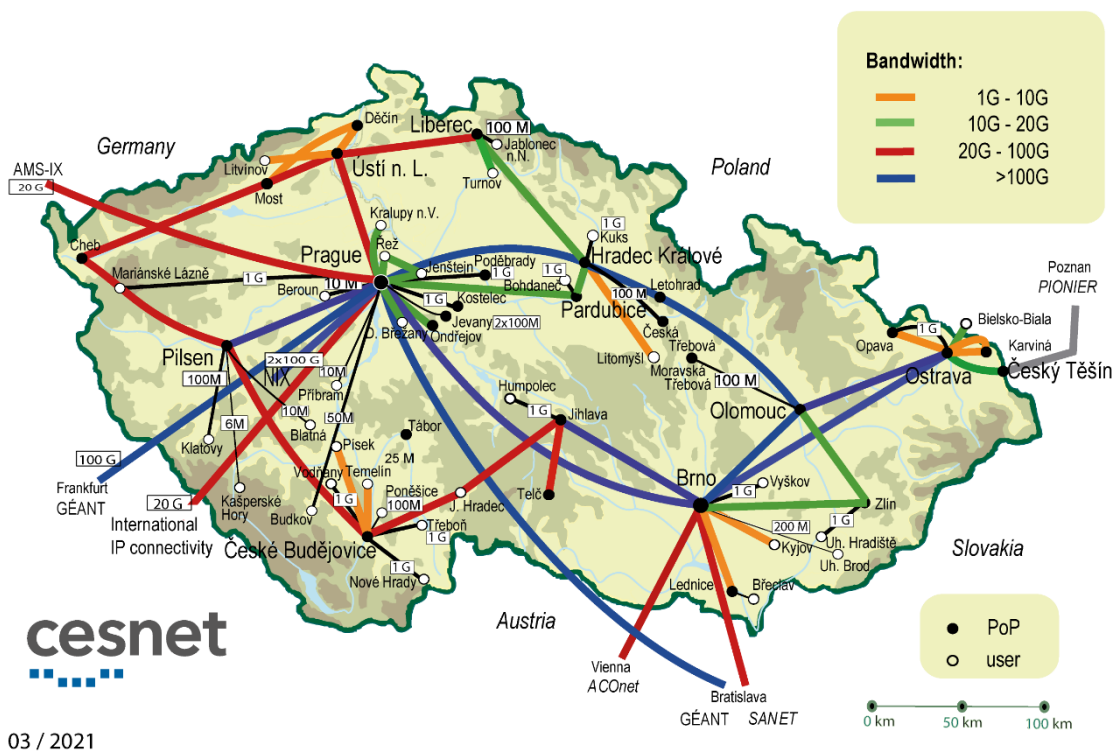 Bandwidth:
1G - 10G
10G - 20G
20G - 100G
>100G
Germany
Poland
AMS-IX
20 G
Děčín
Liberec
100 M
Jablonec
n.N.
Litvínov
Ústí n. L.
Most
Turnov
Kralupy n.V.
Cheb
Prague
Řež
1 G
Kuks
Hradec Králové
Mariánské Lázně
1 G
Jenštejn
Poděbrady
1 G
1 G
Bohdaneč
Beroun
10 M
Kostelec
1 G
Jevany
2x100M
Pardubice
100 M
Letohrad
Česká
Třebová
D. Břežany
Ondřejov
Litomyšl
Moravská
Třebová
100 M
Poznan
PIONIER
Bielsko-Biala
1 G
Opava
Karviná
Ostrava
Český Těšín
Pilsen
2x100 G
NIX
100M
10M
Příbram
10M
Blatná
50M
6M
Klatovy
Kašperské
Hory
Humpolec
1 G
Jihlava
Olomouc
Tábor
25 M
Písek
Vodňany
Temelín
Poněšice
100M
1 G
J. Hradec
Telč
Budkov
České Budějovice
Třeboň
1 G
1 G
Nové Hrady
Brno
1 G
Vyškov
Zlín
1 G
Uh. Hradiště
200 M
Kyjov
Uh. Brod
Lednice
Břeclav
100 G
Frankfurt
GÉANT
20 G
International
IP connectivity
Slovakia
Austria
cesnet
Vienna
ACOnet
Bratislava
GÉANT
SANET
PoP
user
0 km
50 km
100 km
03 / 2021